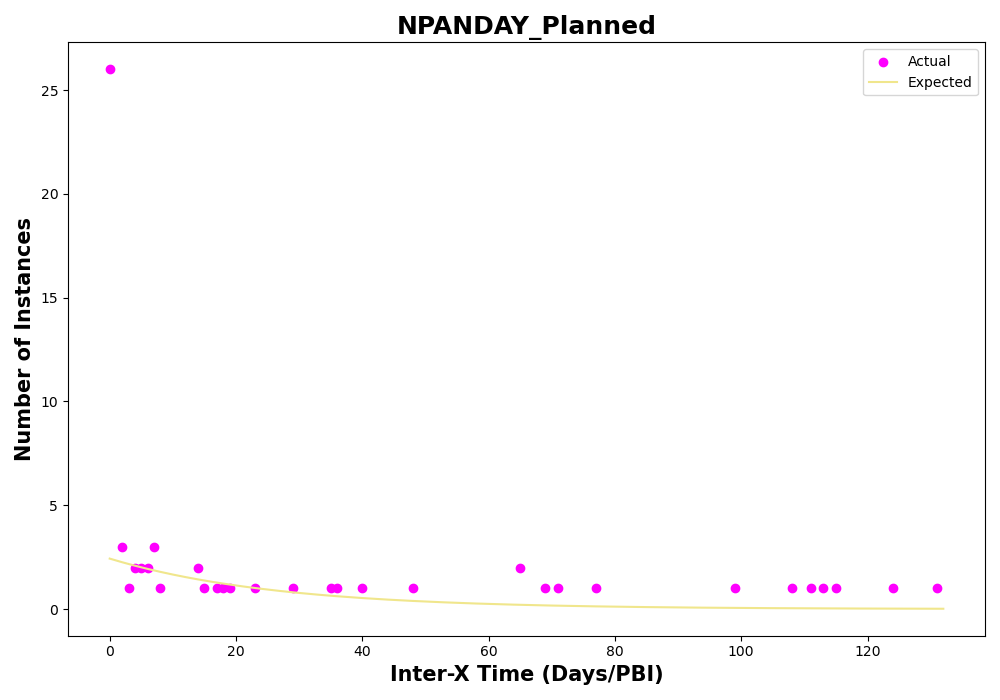 NPANDAY_Planned
Actual
Expected
25
20
15
10
5
0
Number of Instances
0 20 40 60 80 100 120
Inter-X Time (Days/PBI)